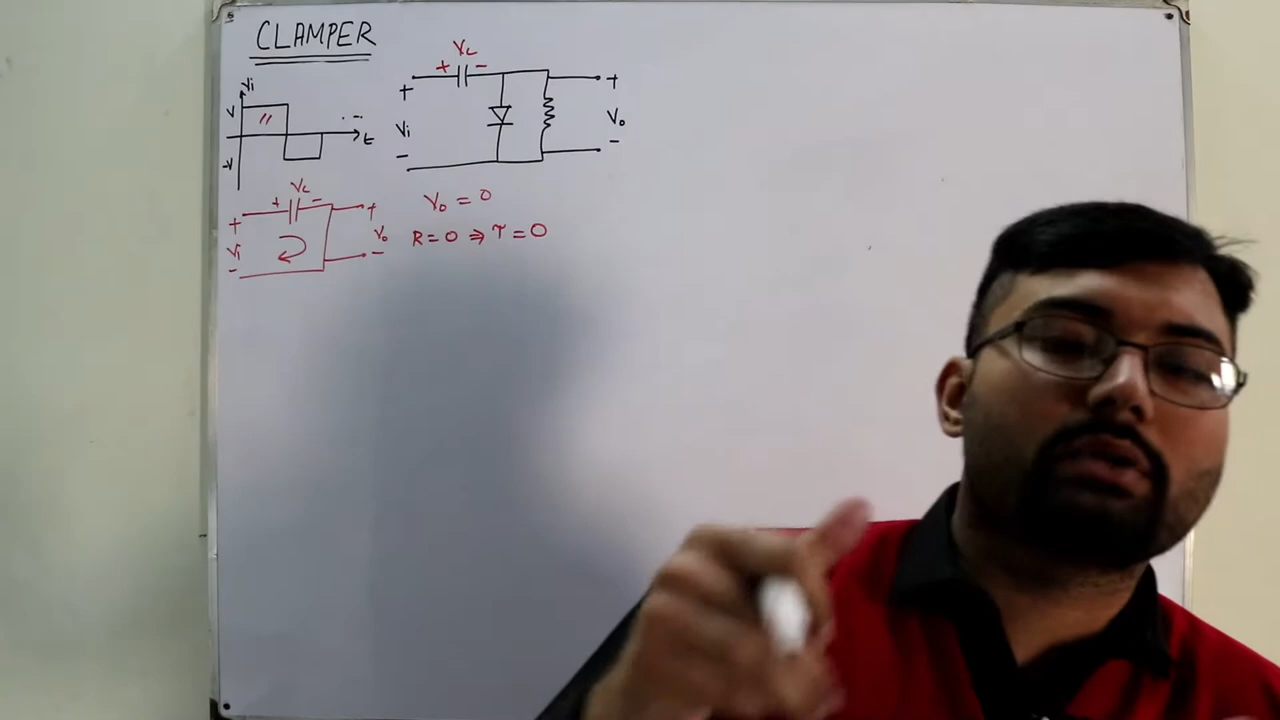 CLAMPER
Vi
V
-V
t
...
+ Vc -
+
Vi
-
+
Vo
-
+ Vc -
+
Vi
-
+
Vo
-
Vo = 0
R = 0 ⇒ τ = 0